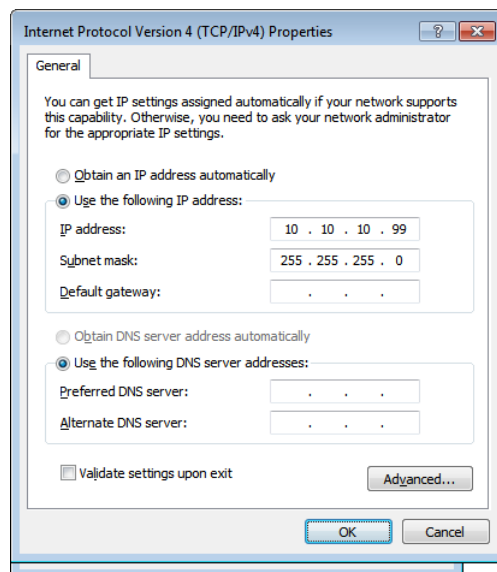 Internet Protocol Version 4 (TCP/IPv4) Properties
?
General
You can get IP settings assigned automatically if your network supports
this capability. Otherwise, you need to ask your network administrator
for the appropriate IP settings.
Obtain an IP address automatically
Use the following IP address:
IP address: 10 . 10 . 10 . 99
Subnet mask: 255 . 255 . 255 . 0
Default gateway: . . .
Obtain DNS server address automatically
Use the following DNS server addresses:
Preferred DNS server: . . .
Alternate DNS server: . . .
Validate settings upon exit
Advanced...
OK Cancel